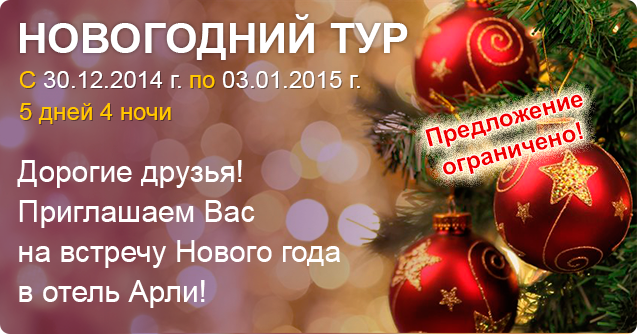 НОВОГОДНИЙ ТУР
С 30.12.2014 г. по 03.01.2015 г.
5 дней 4 ночи
Предложение
ограничено!
Дорогие друзья!
Приглашаем Вас
на встречу Нового года
в отель Арли!